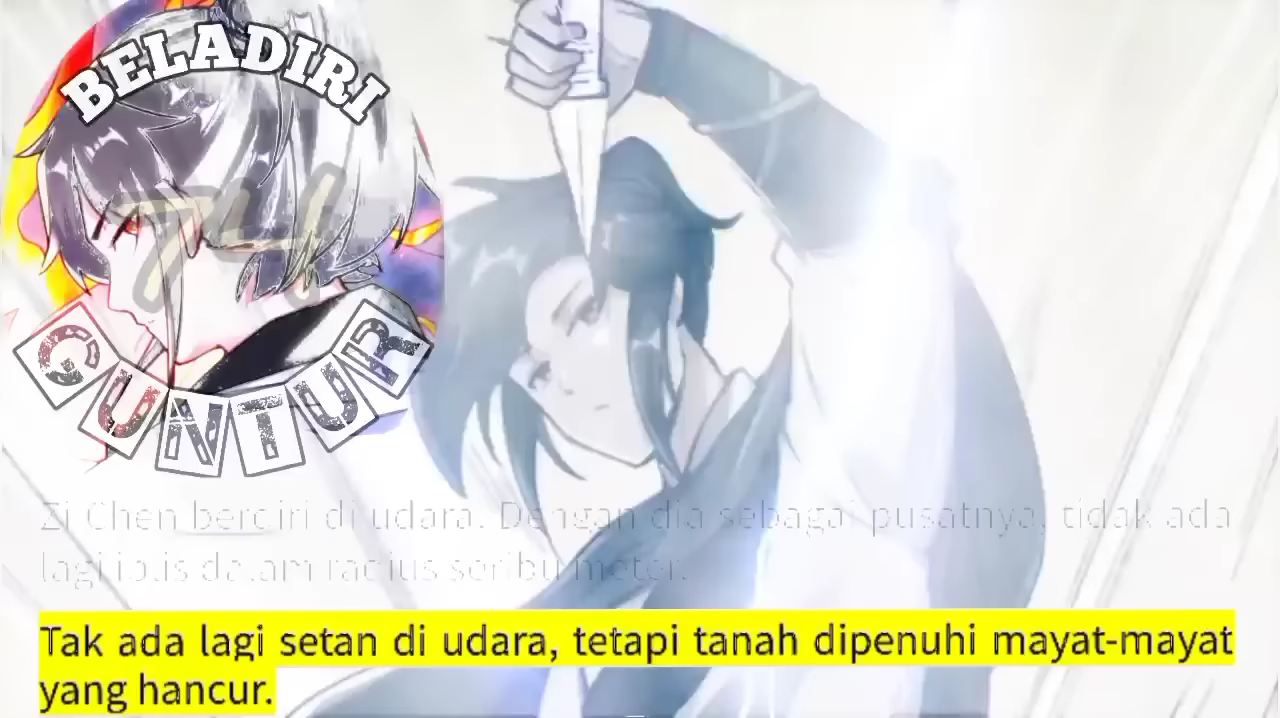 BELADIRI
GUNTUR
Zi Chen berdiri di udara. Dengan dia sebagai pusatnya, tidak ada
lagi iblis dalam radius seribu meter.
Tak ada lagi setan di udara, tetapi tanah dipenuhi mayat-mayat
yang hancur.